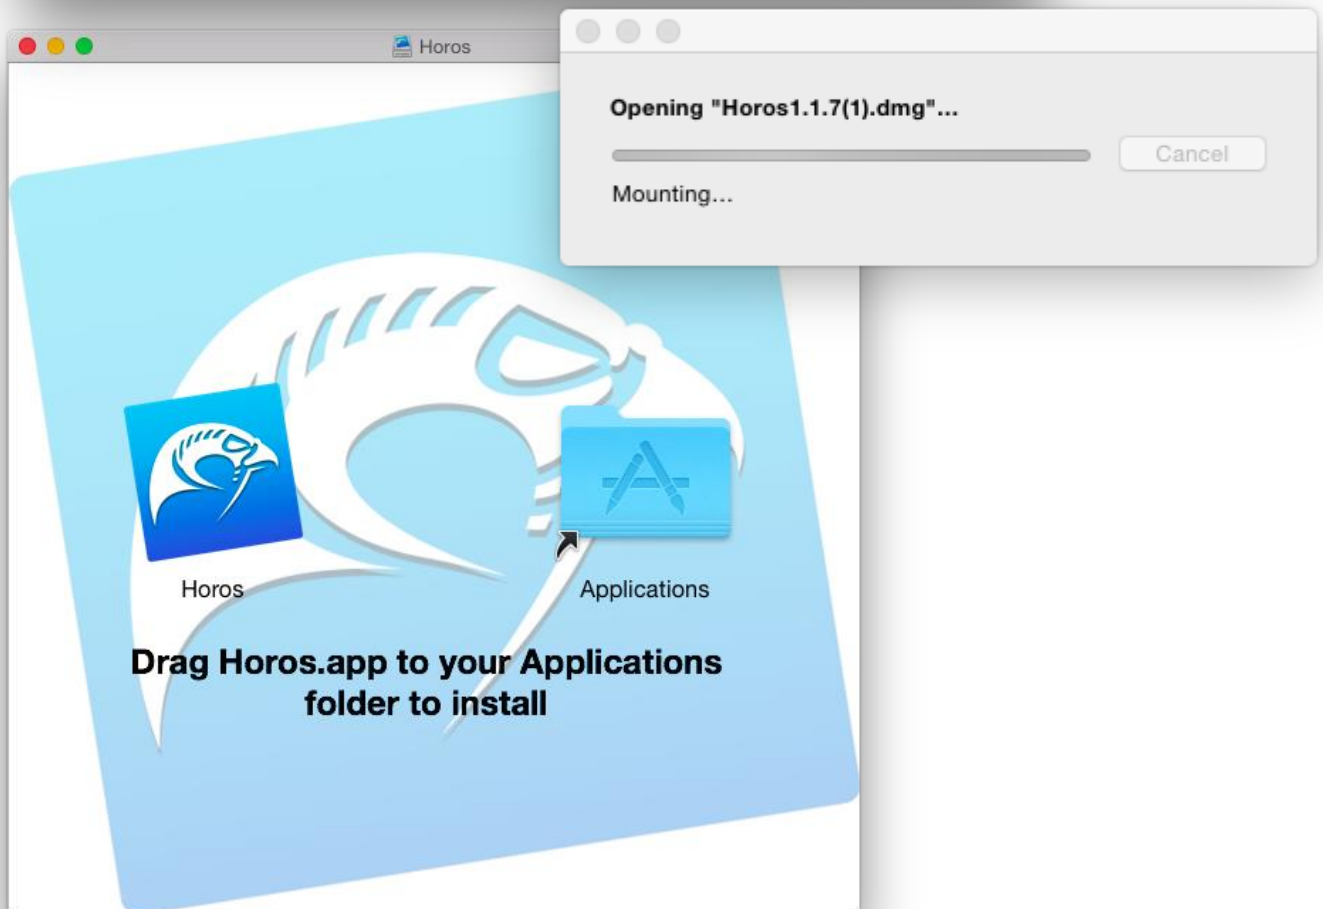 Horos
Opening "Horos1.1.7(1).dmg"...
Cancel
Mounting...
Horos
Applications
Drag Horos.app to your Applications
folder to install